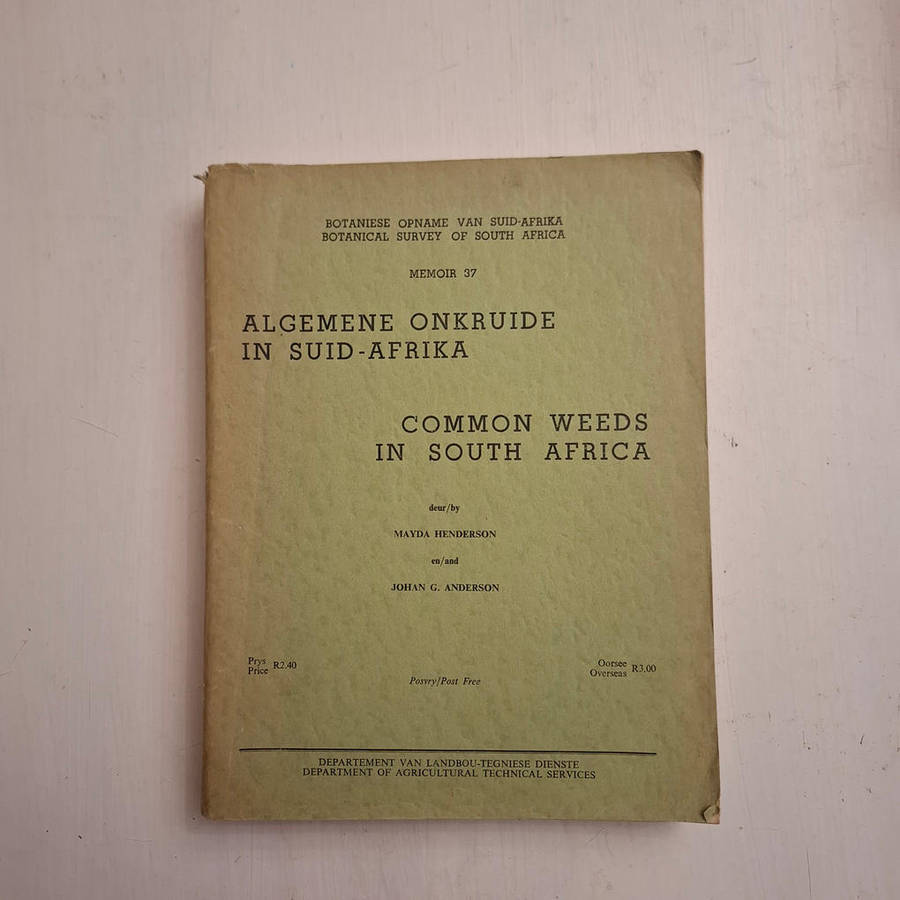 BOTANIESE OPNAME VAN SUID-AFRIKA
BOTANICAL SURVEY OF SOUTH AFRICA
MEMOIR 37
ALGEMENE ONKRUIDE
IN SUID-AFRIKA
COMMON WEEDS
IN SOUTH AFRICA
deur/by
MAYDA HENDERSON
en/and
JOHAN G. ANDERSON
Prys
Price R2.40
Oorsee
Overseas R3.00
Posvry/Post Free
DEPARTEMENT VAN LANDBOU-TEGNIESE DIENSTE
DEPARTMENT OF AGRICULTURAL TECHNICAL SERVICES